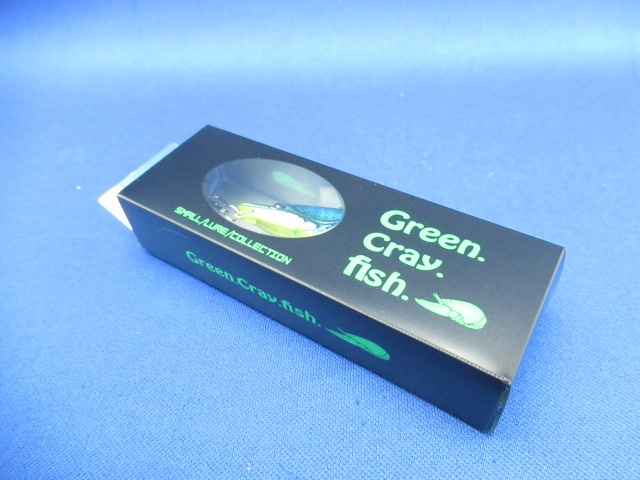 Green.
Cray.
fish.
SMALL/LURE/COLLECTION
Green.Cray.fish.